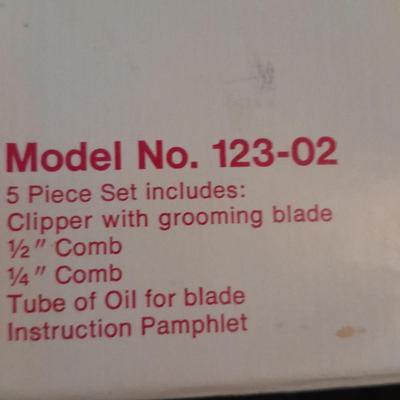 Model No. 123-02
5 Piece Set includes:
Clipper with grooming blade
½" Comb
¼" Comb
Tube of Oil for blade
Instruction Pamphlet